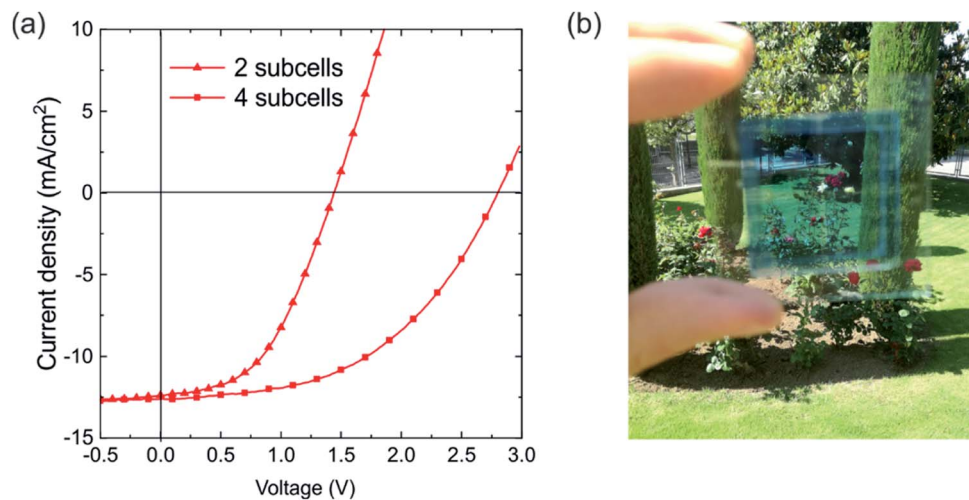 (a)
(b)
10
5
0
-5
-10
-15
Current density (mA/cm²)
2 subcells
4 subcells
-0.5 0.0 0.5 1.0 1.5 2.0 2.5 3.0
Voltage (V)